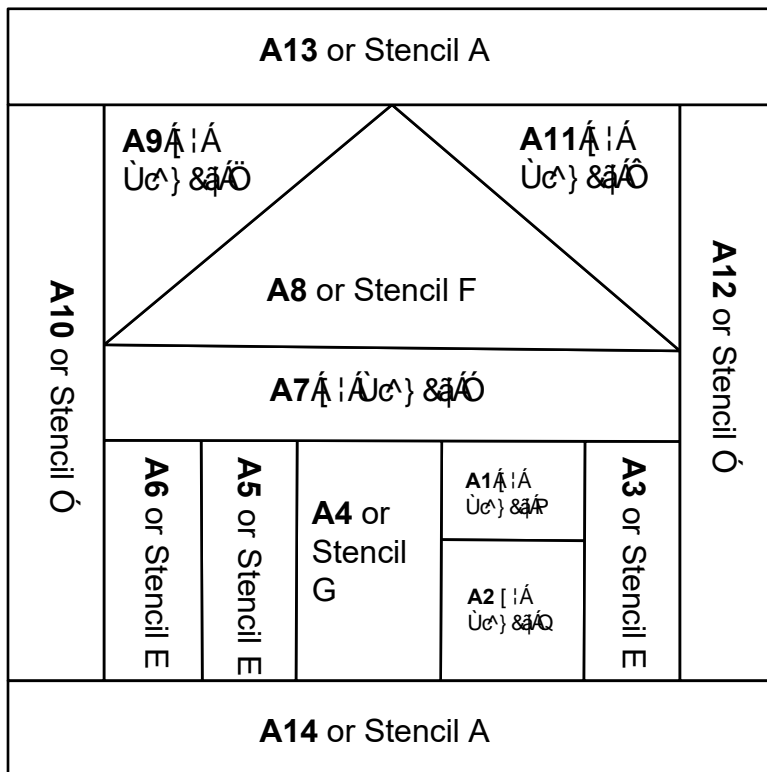 A13 or Stencil A
A9
A11
A8 or Stencil F
A10 or Stencil Ó
A12 or Stencil Ó
A7
A6 or Stencil E
A5 or Stencil E
A4 or
Stencil
G
A1
A2
A3 or Stencil E
A14 or Stencil A